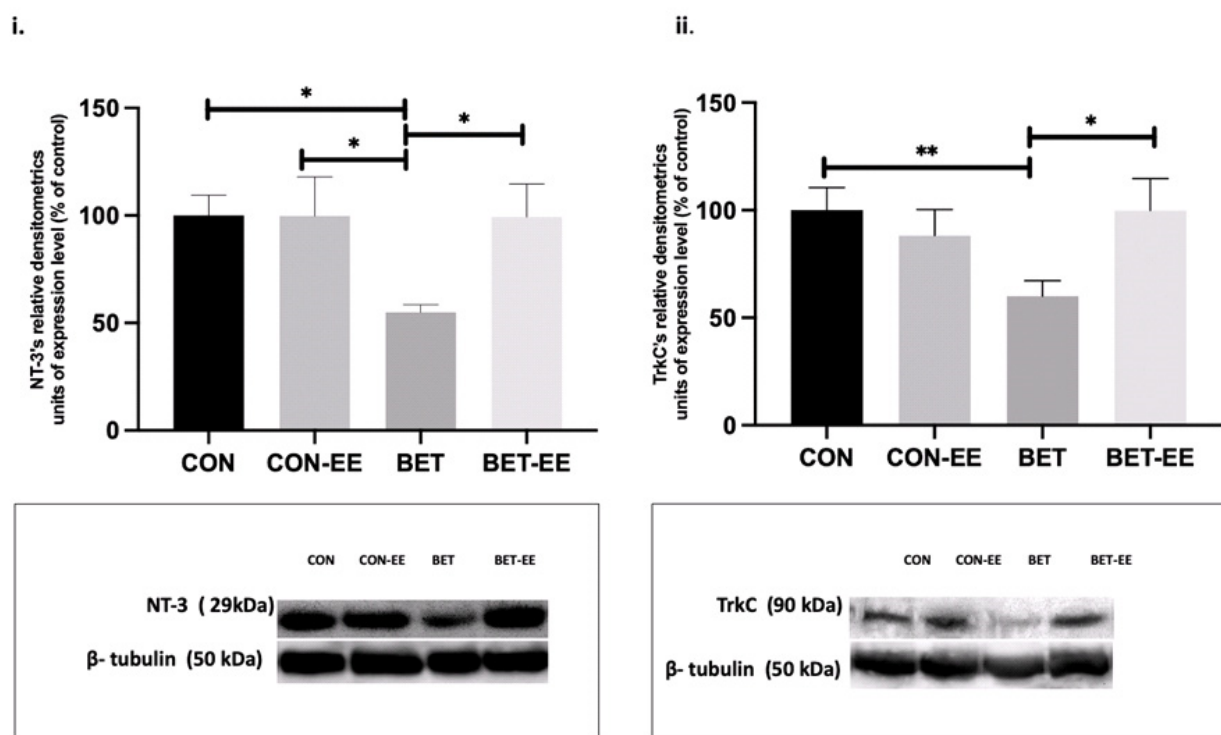 i.
NT-3's relative densitometrics
units of expression level (% of control)
150
100
50
0
*
*
*
CON
CON-EE
BET
BET-EE
CON
CON-EE
BET
BET-EE
NT-3 ( 29kDa)
β- tubulin (50 kDa)
ii.
TrkC's relative densitometrics
units of expression level (% of control)
150
100
50
0
**
*
CON
CON-EE
BET
BET-EE
CON
CON-EE
BET
BET-EE
TrkC (90 kDa)
β- tubulin (50 kDa)